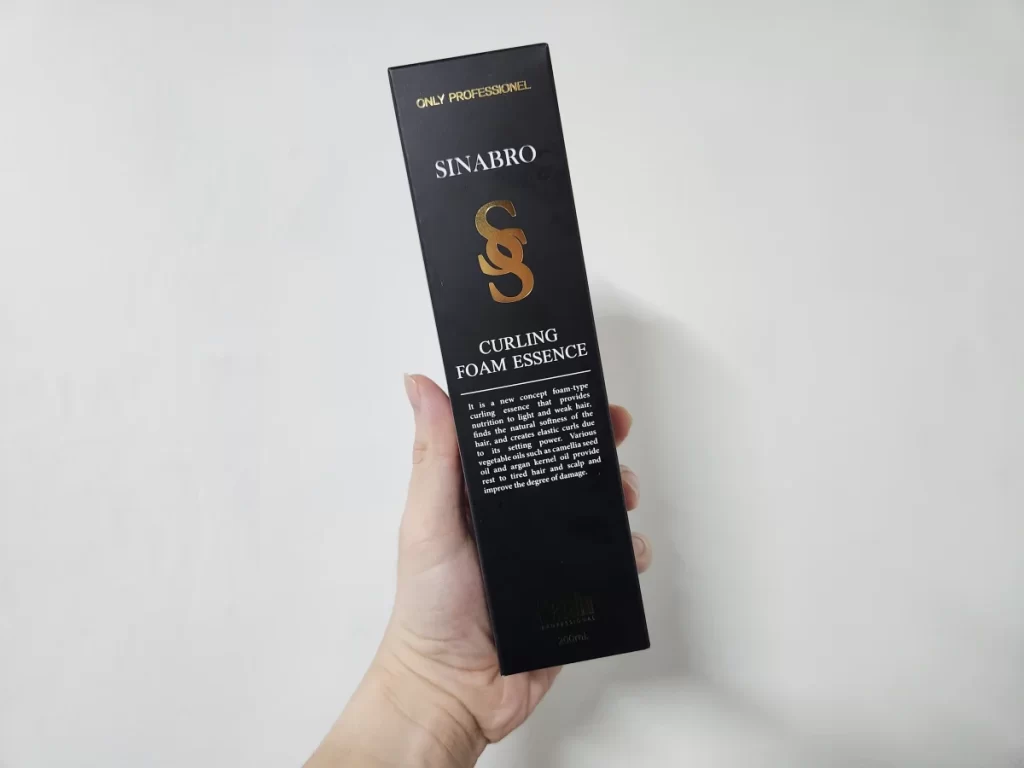 ONLY PROFESSIONEL
SINABRO
CURLING
FOAM ESSENCE
It is a new concept foam-type
curling essence that provides
nutrition to light and weak hair,
finds the natural softness of the
hair, and creates elastic curls due
to its setting power. Various
vegetable oils such as camellia seed
oil and argan kernel oil provide
rest to tired hair and scalp and
improve the degree of damage.
PROFESSIONAL
200mL